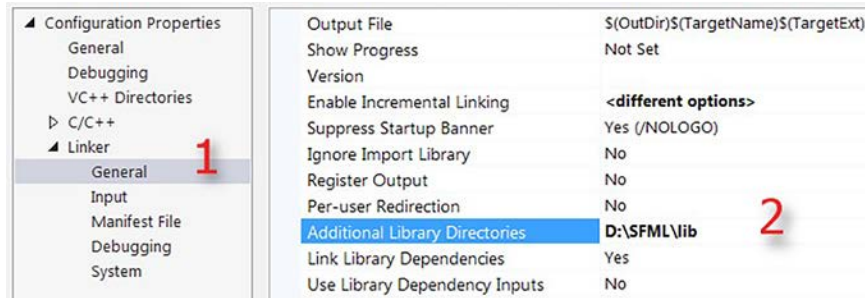 Configuration Properties
General
Debugging
VC++ Directories
C/C++
Linker
General
Input
Manifest File
Debugging
System
1
Output File $(OutDir)$(TargetName)$(TargetExt)
Show Progress Not Set
Version
Enable Incremental Linking <different options>
Suppress Startup Banner Yes (/NOLOGO)
Ignore Import Library No
Register Output No
Per-user Redirection No
Additional Library Directories D:\SFML\lib
Link Library Dependencies Yes
Use Library Dependency Inputs No
2